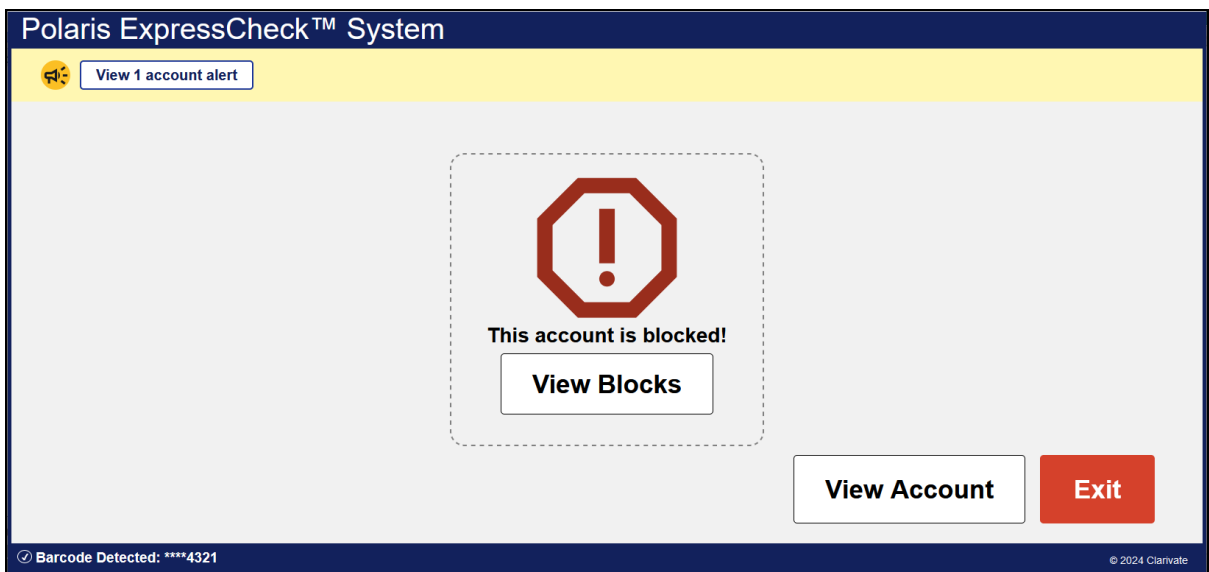 Polaris ExpressCheck™ System
View 1 account alert
This account is blocked!
View Blocks
View Account
Exit
Barcode Detected: ****4321
© 2024 Clarivate